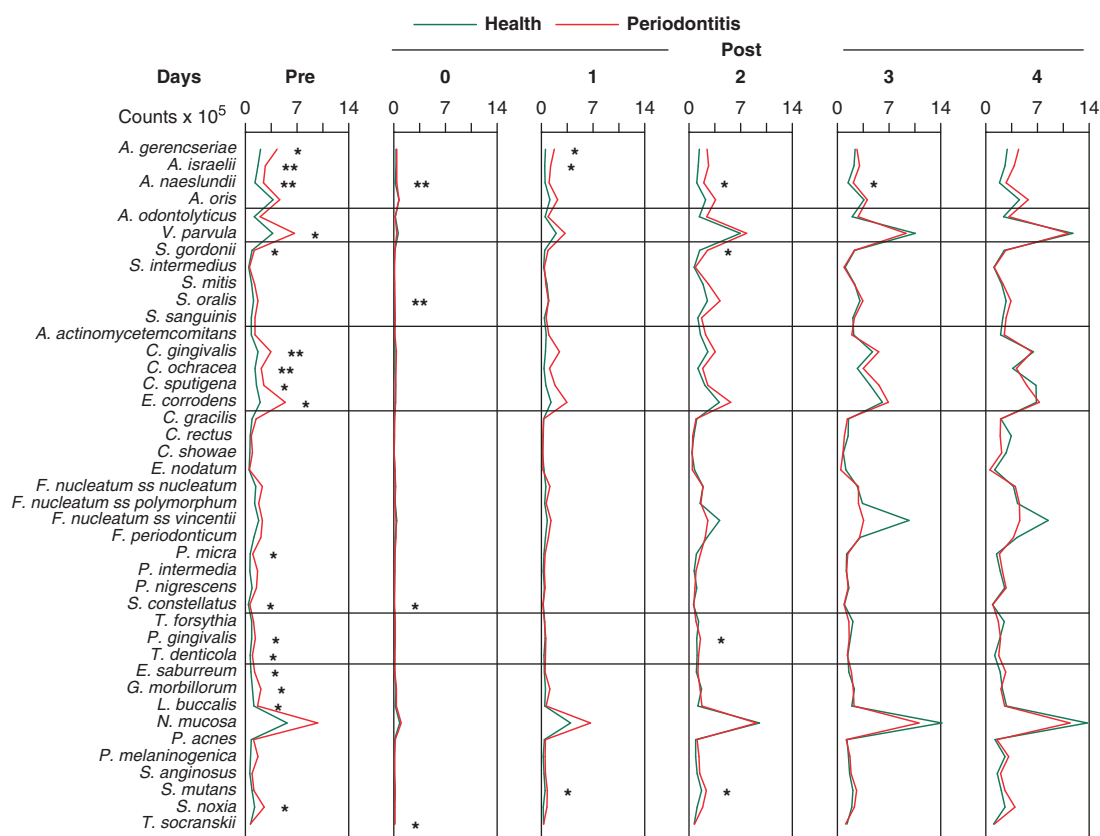 Health Periodontitis
Post
Days Pre 0 1 2 3 4
Counts x 10⁵ 0 7 14 0 7 14 0 7 14 0 7 14 0 7 14 0 7 14
A. gerencseriae * *
A. israelii ** *
A. naeslundii ** ** * *
A. oris
A. odontolyticus
V. parvula *
S. gordonii * *
S. intermedius
S. mitis
S. oralis **
S. sanguinis
A. actinomycetemcomitans
C. gingivalis **
C. ochracea **
C. sputigena *
E. corrodens *
C. gracilis
C. rectus
C. showae
E. nodatum
F. nucleatum ss nucleatum
F. nucleatum ss polymorphum
F. nucleatum ss vincentii
F. periodonticum
P. micra *
P. intermedia
P. nigrescens
S. constellatus * *
T. forsythia
P. gingivalis * *
T. denticola *
E. saburreum *
G. morbillorum *
L. buccalis *
N. mucosa
P. acnes
P. melaninogenica
S. anginosus
S. mutans * *
S. noxia *
T. socranskii *